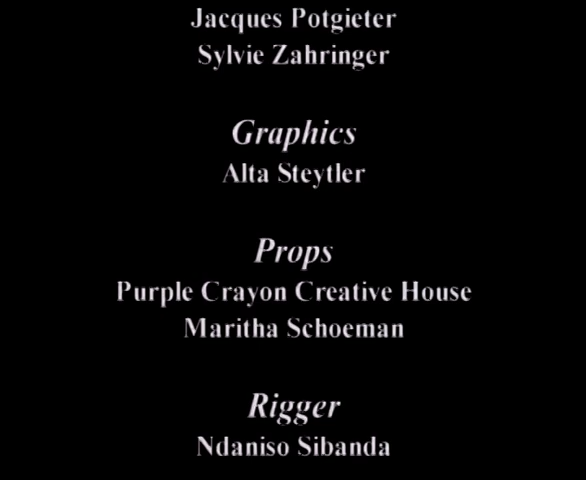 Jacques Potgieter
Sylvie Zahringer
Graphics
Alta Steytler
Props
Purple Crayon Creative House
Maritha Schoeman
Rigger
Ndaniso Sibanda